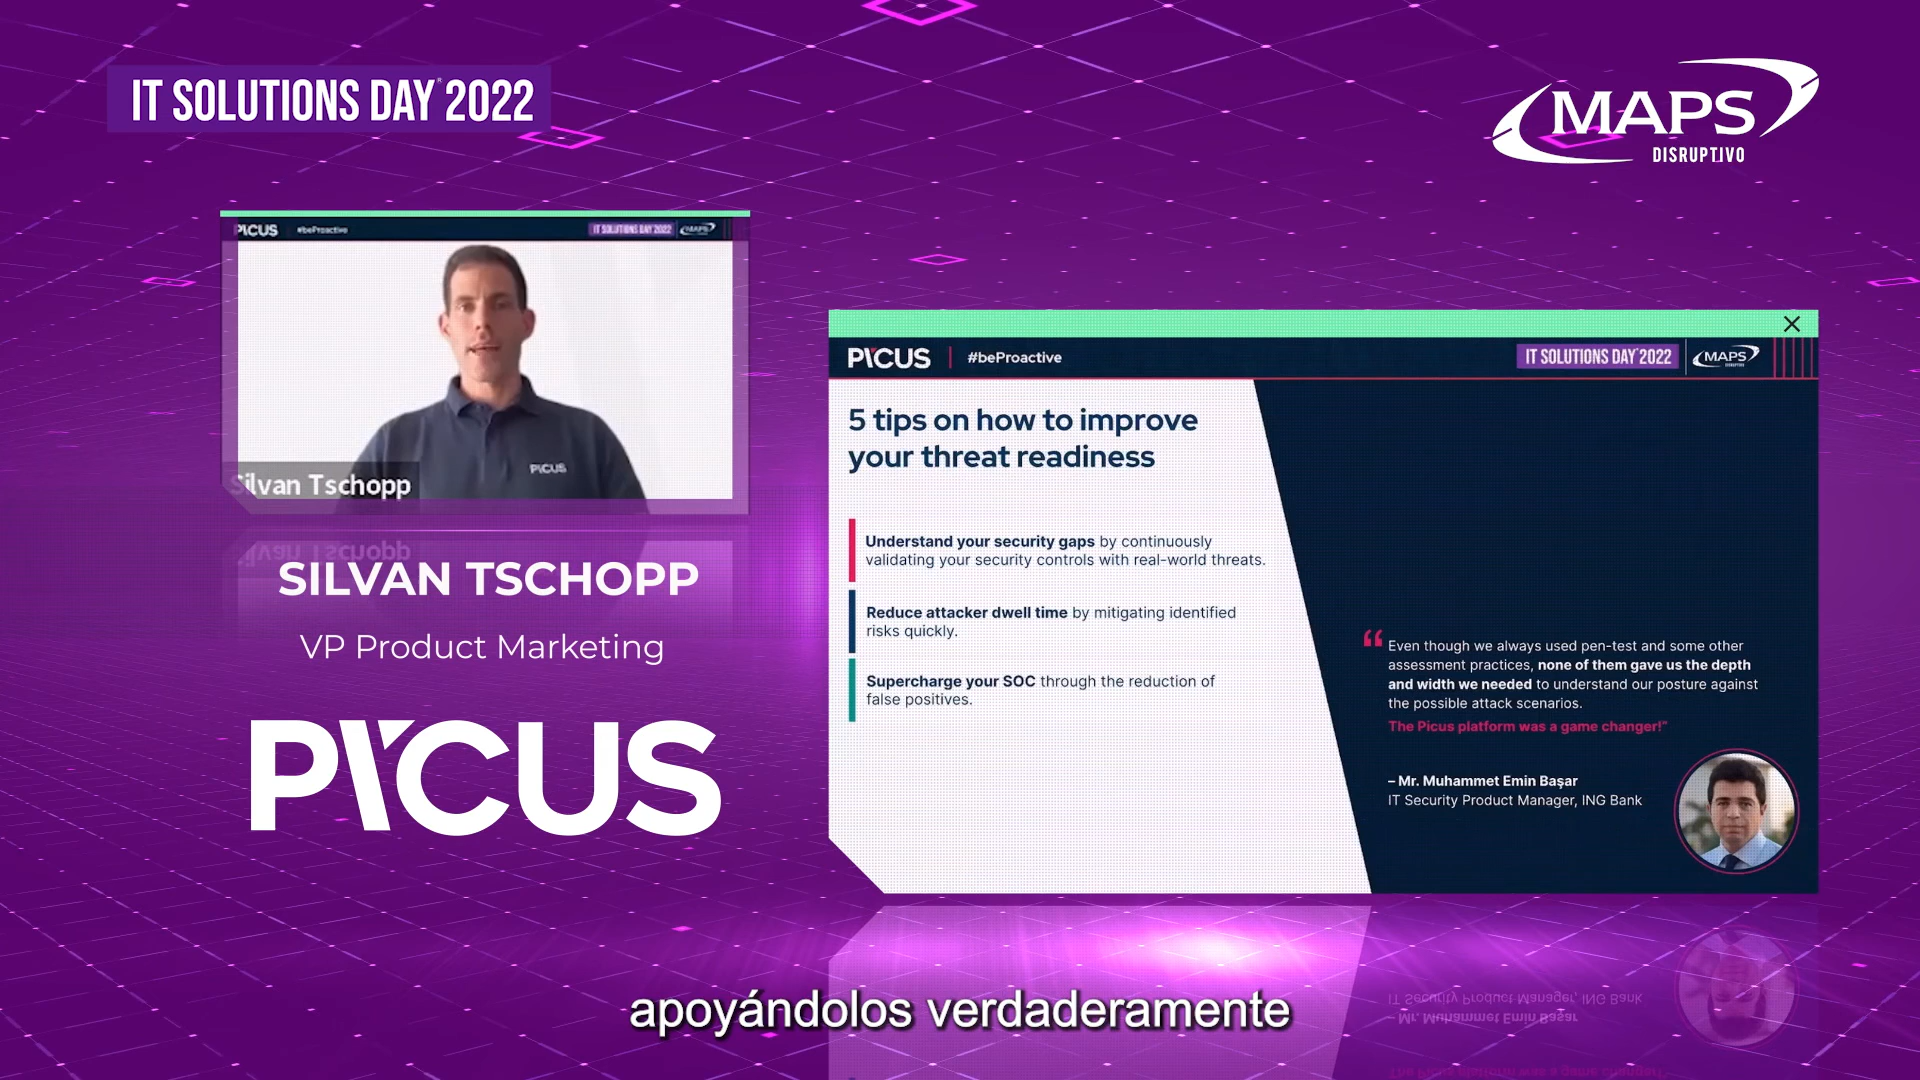 IT SOLUTIONS DAY® 2022
MAPS
DISRUPTIVO
PICUS
#beProactive
IT SOLUTIONS DAY 2022
MAPS
Silvan Tschopp
PICUS
SILVAN TSCHOPP
VP Product Marketing
PICUS
PICUS | #beProactive
IT SOLUTIONS DAY® 2022
MAPS
DISRUPTIVO
5 tips on how to improve
your threat readiness
Understand your security gaps by continuously
validating your security controls with real-world threats.
Reduce attacker dwell time by mitigating identified
risks quickly.
Supercharge your SOC through the reduction of
false positives.
“Even though we always used pen-test and some other
assessment practices, none of them gave us the depth
and width we needed to understand our posture against
the possible attack scenarios.
The Picus platform was a game changer!”
– Mr. Muhammet Emin Başar
IT Security Product Manager, ING Bank
apoyándolos verdaderamente